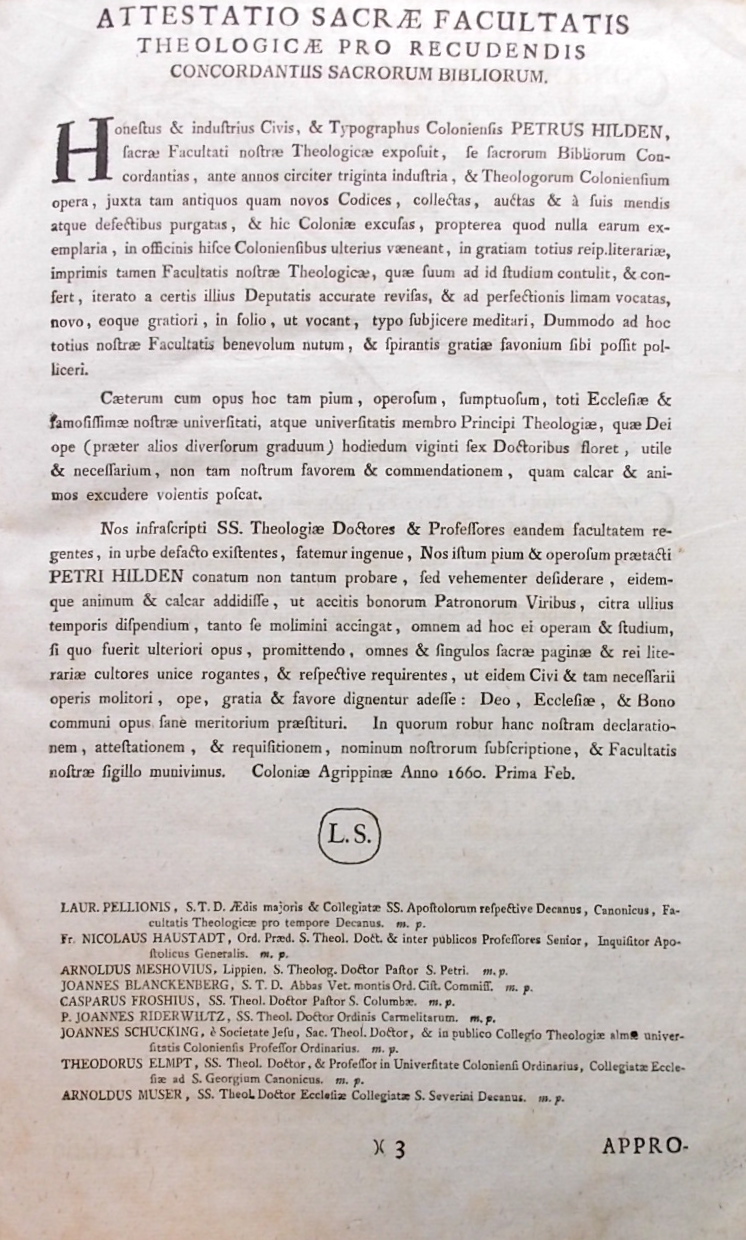 ATTESTATIO SACRÆ FACULTATIS
THEOLOGICÆ PRO RECUDENDIS
CONCORDANTIIS SACRORUM BIBLIORUM.
Honeſtus & induſtrius Civis, & Typographus Colonienſis PETRUS HILDEN,
ſacræ Facultati noſtræ Theologicæ expoſuit, ſe ſacrorum Bibliorum Con-
cordantias, ante annos circiter triginta induſtria, & Theologorum Colonienſium
opera, juxta tam antiquos quam novos Codices, collectas, auctas & à ſuis mendis
atque defectibus purgatas, & hic Coloniæ excuſas, propterea quod nulla earum ex-
emplaria, in officinis hiſce Colonienſibus ulterius væneant, in gratiam totius reip.literariæ,
imprimis tamen Facultatis noſtræ Theologicæ, quæ ſuum ad id ſtudium contulit, & con-
fert, iterato a certis illius Deputatis accurate reviſas, & ad perfectionis limam vocatas,
novo, eoque gratiori, in folio, ut vocant, typo ſubjicere meditari, Dummodo ad hoc
totius noſtræ Facultatis benevolum nutum, & ſpirantis gratiæ favonium ſibi poſſit pol-
liceri.
Cæterum cum opus hoc tam pium, operoſum, ſumptuoſum, toti Eccleſiæ &
famoſiſſimæ noſtræ univerſitati, atque univerſitatis membro Principi Theologiæ, quæ Dei
ope (præter alios diverſorum graduum) hodiedum viginti ſex Doctoribus floret, utile
& neceſſarium, non tam noſtrum favorem & commendationem, quam calcar & ani-
mos excudere volentis poſcat.
Nos infraſcripti SS. Theologiæ Doctores & Profeſſores eandem facultatem re-
gentes, in urbe defacto exiſtentes, fatemur ingenue, Nos iſtum pium & operoſum prætacti
PETRI HILDEN conatum non tantum probare, ſed vehementer deſiderare, eidem-
que animum & calcar addidiſſe, ut accitis bonorum Patronorum Viribus, citra ullius
temporis diſpendium, tanto ſe molimini accingat, omnem ad hoc ei operam & ſtudium,
ſi quo fuerit ulteriori opus, promittendo, omnes & ſingulos ſacræ paginæ & rei lite-
rariæ cultores unice rogantes, & reſpective requirentes, ut eidem Civi & tam neceſſarii
operis molitori, ope, gratia & favore dignentur adeſſe: Deo, Eccleſiæ, & Bono
communi opus ſane meritorium præſtituri. In quorum robur hanc noſtram declaratio-
nem, atteſtationem, & requiſitionem, nominum noſtrorum ſubſcriptione, & Facultatis
noſtræ ſigillo munivimus. Coloniæ Agrippinæ Anno 1660. Prima Feb.
L. S.
LAUR. PELLIONIS, S. T. D. Ædis majoris & Collegiatæ SS. Apoſtolorum reſpective Decanus, Canonicus, Fa-
cultatis Theologicæ pro tempore Decanus. m. p.
Fr. NICOLAUS HAUSTADT, Ord. Præd. S. Theol. Doct. & inter publicos Profeſſores Senior, Inquiſitor Apo-
ſtolicus Generalis. m. p.
ARNOLDUS MESHOVIUS, Lippien. S. Theolog. Doctor Paſtor S. Petri. m. p.
JOANNES BLANCKENBERG, S. T. D. Abbas Vet. montis Ord. Ciſt. Commiſſ. m. p.
CASPARUS FROSHIUS, SS. Theol. Doctor Paſtor S. Columbæ. m. p.
P. JOANNES RIDERWILTZ, SS. Theol. Doctor Ordinis Carmelitarum. m. p.
JOANNES SCHUCKING, è Societate Jeſu, Sac. Theol. Doctor, & in publico Collegio Theologiæ almæ univer-
ſitatis Colonienſis Profeſſor Ordinarius. m. p.
THEODORUS ELMPT, SS. Theol. Doctor, & Profeſſor in Univerſitate Colonienſi Ordinarius, Collegiatæ Eccle-
ſiæ ad S. Georgium Canonicus. m. p.
ARNOLDUS MUSER, SS. Theol. Doctor Eccleſiæ Collegiatæ S. Severini Decanus. m. p.
)( 3 APPRO-